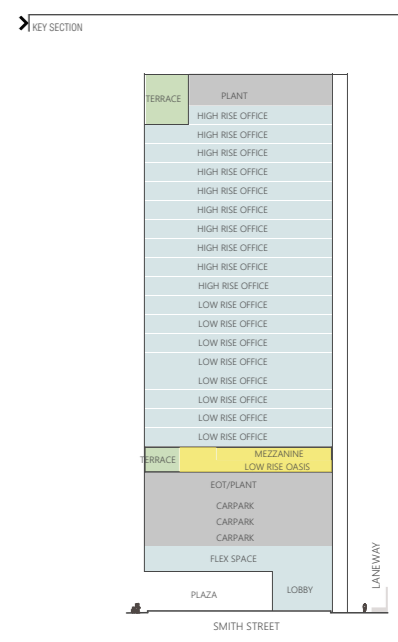 KEY SECTION
TERRACE
PLANT
HIGH RISE OFFICE
HIGH RISE OFFICE
HIGH RISE OFFICE
HIGH RISE OFFICE
HIGH RISE OFFICE
HIGH RISE OFFICE
HIGH RISE OFFICE
HIGH RISE OFFICE
HIGH RISE OFFICE
HIGH RISE OFFICE
LOW RISE OFFICE
LOW RISE OFFICE
LOW RISE OFFICE
LOW RISE OFFICE
LOW RISE OFFICE
LOW RISE OFFICE
LOW RISE OFFICE
LOW RISE OFFICE
TERRACE
MEZZANINE
LOW RISE OASIS
EOT/PLANT
CARPARK
CARPARK
CARPARK
FLEX SPACE
PLAZA
LOBBY
LANEWAY
SMITH STREET